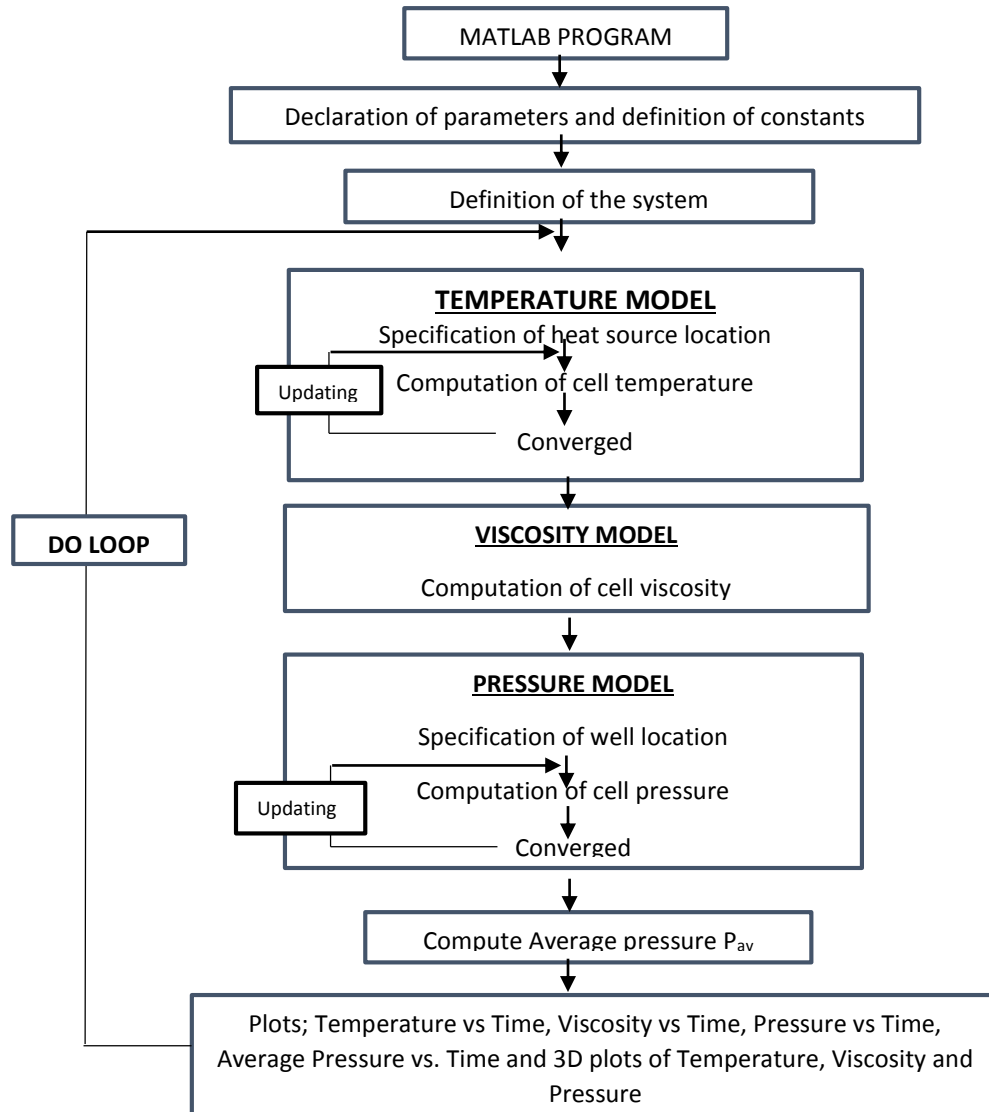 MATLAB PROGRAM
Declaration of parameters and definition of constants
Definition of the system
TEMPERATURE MODEL
Specification of heat source location
Updating
Computation of cell temperature
Converged
DO LOOP
VISCOSITY MODEL
Computation of cell viscosity
PRESSURE MODEL
Specification of well location
Updating
Computation of cell pressure
Converged
Compute Average pressure Pav
Plots; Temperature vs Time, Viscosity vs Time, Pressure vs Time,
Average Pressure vs. Time and 3D plots of Temperature, Viscosity and
Pressure